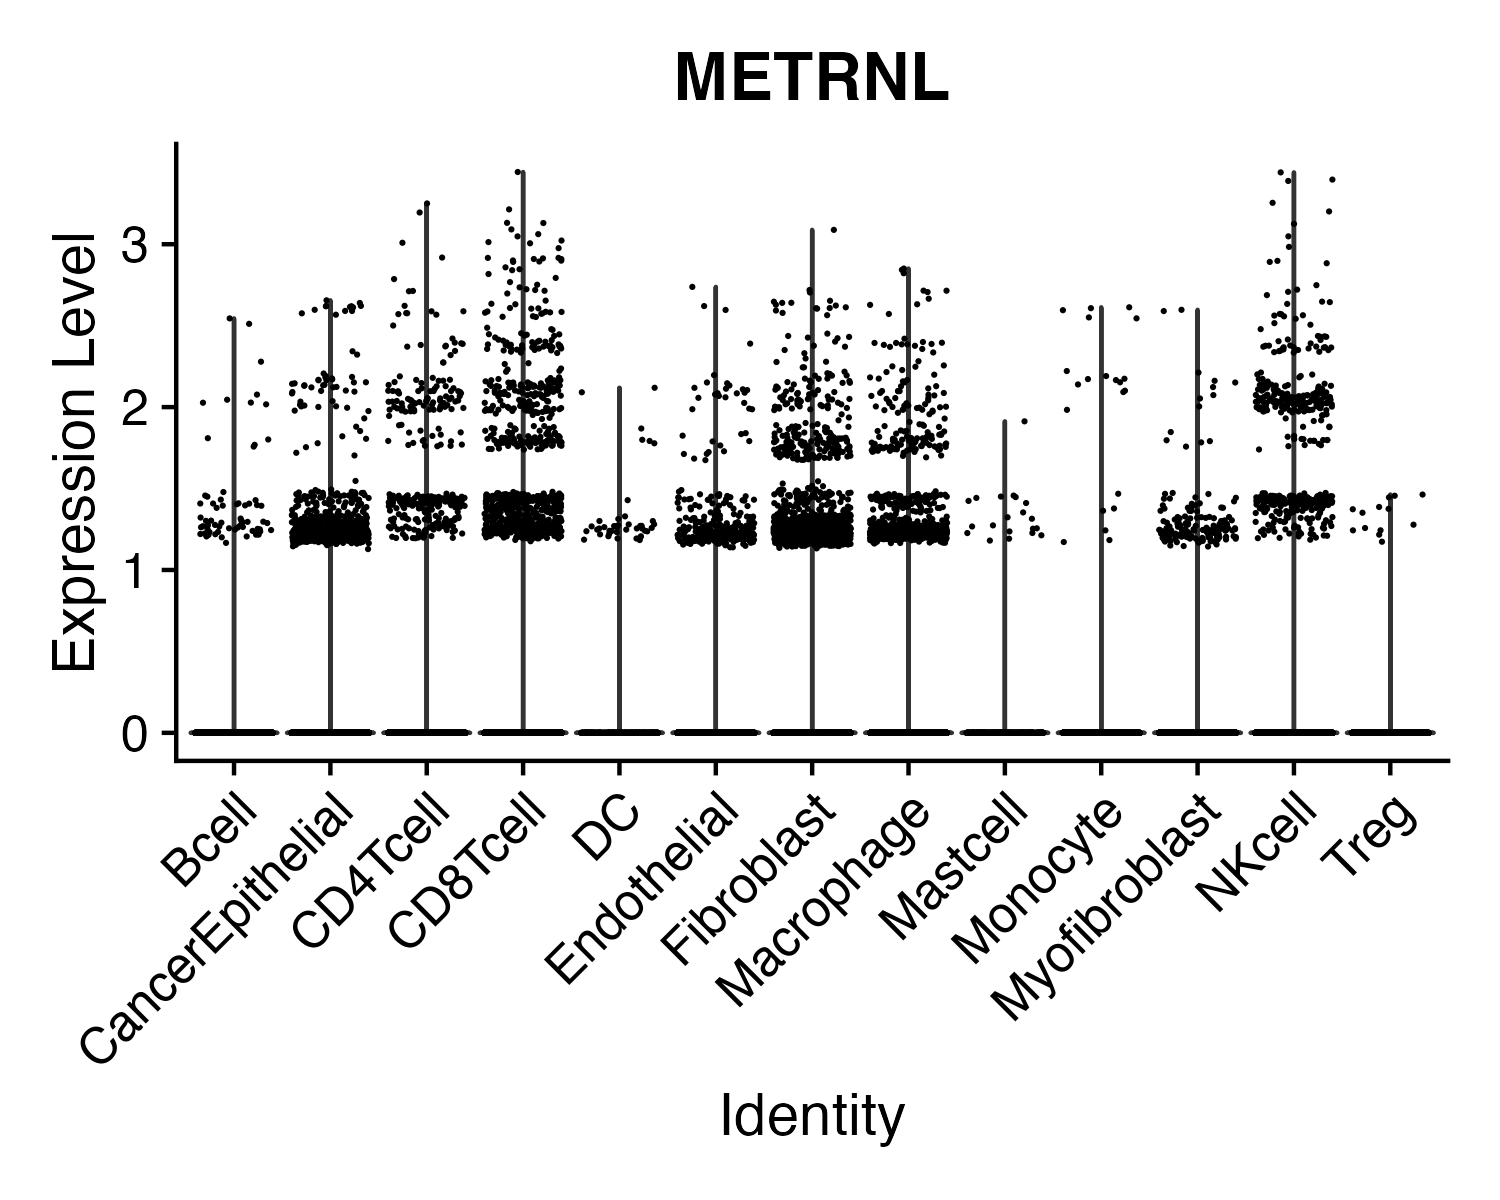 METRNL
Expression Level
3
2
1
0
Bcell
CancerEpithelial
CD4Tcell
CD8Tcell
DC
Endothelial
Fibroblast
Macrophage
Mastcell
Monocyte
Myofibroblast
NKcell
Treg
Identity